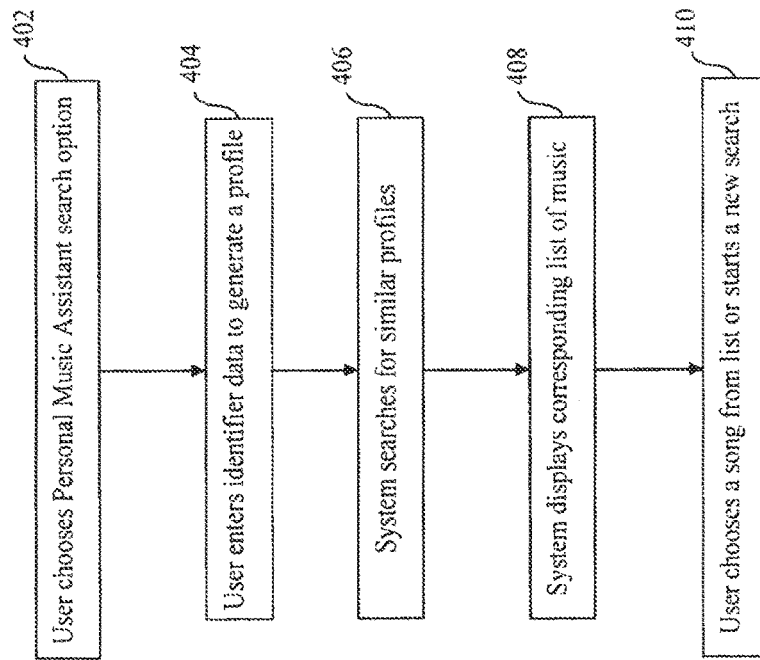 402
User chooses Personal Music Assistant search option
404
User enters identifier data to generate a profile
406
System searches for similar profiles
408
System displays corresponding list of music
410
User chooses a song from list or starts a new search